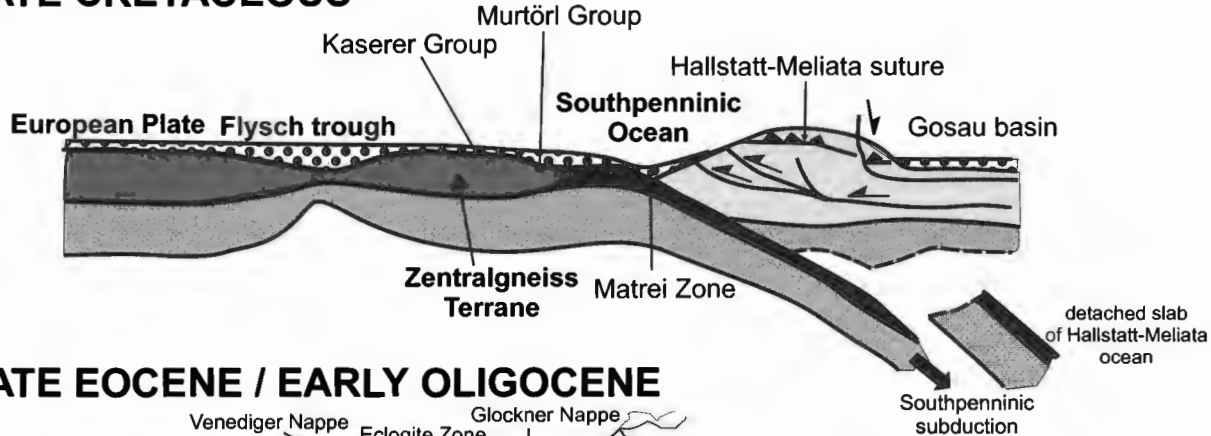 ATE CRETACEOUS
Murtörl Group
Kaserer Group
Hallstatt-Meliata suture
Southpenninic
Ocean
European Plate
Flysch trough
Gosau basin
Zentralgneiss
Terrane
Matrei Zone
detached slab
of Hallstatt-Meliata
ocean
Southpenninic
subduction
ATE EOCENE / EARLY OLIGOCENE
Venediger Nappe
Eclogite Zone
Glockner Nappe